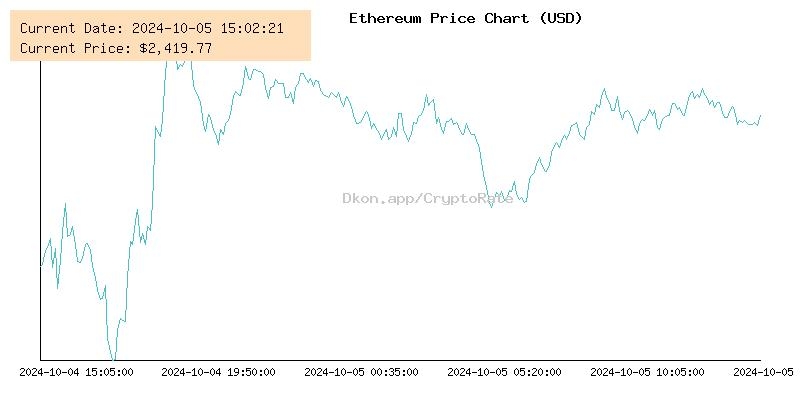 Ethereum Price Chart (USD)
Current Date: 2024-10-05 15:02:21
Current Price: $2,419.77
Dkon.app/CryptoRate
2024-10-04 15:05:00 2024-10-04 19:50:00 2024-10-05 00:35:00 2024-10-05 05:20:00 2024-10-05 10:05:00 2024-10-05